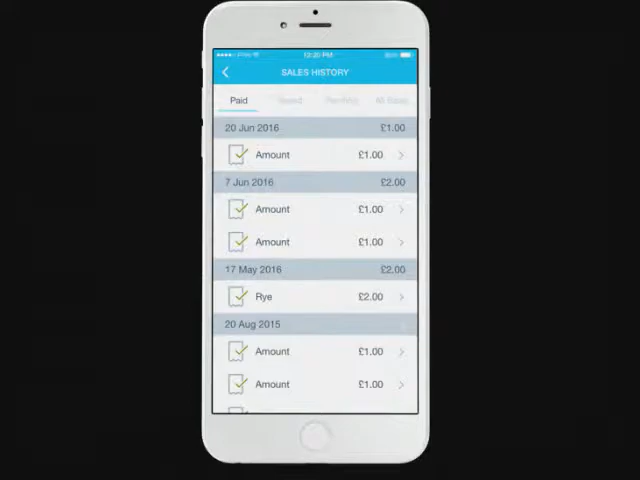 12:20 PM
SALES HISTORY
Paid
20 Jun 2016 £1.00
Amount £1.00
7 Jun 2016 £2.00
Amount £1.00
Amount £1.00
17 May 2016 £2.00
Rye £2.00
20 Aug 2015
Amount £1.00
Amount £1.00